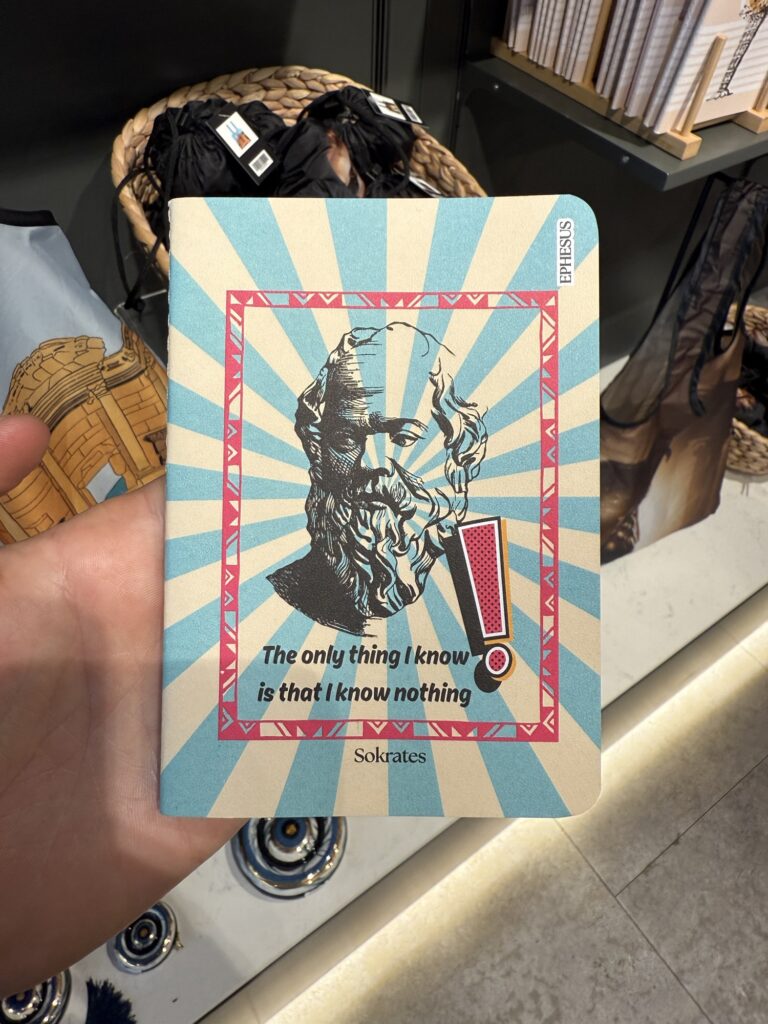 EPHESUS
The only thing I know
is that I know nothing
Sokrates